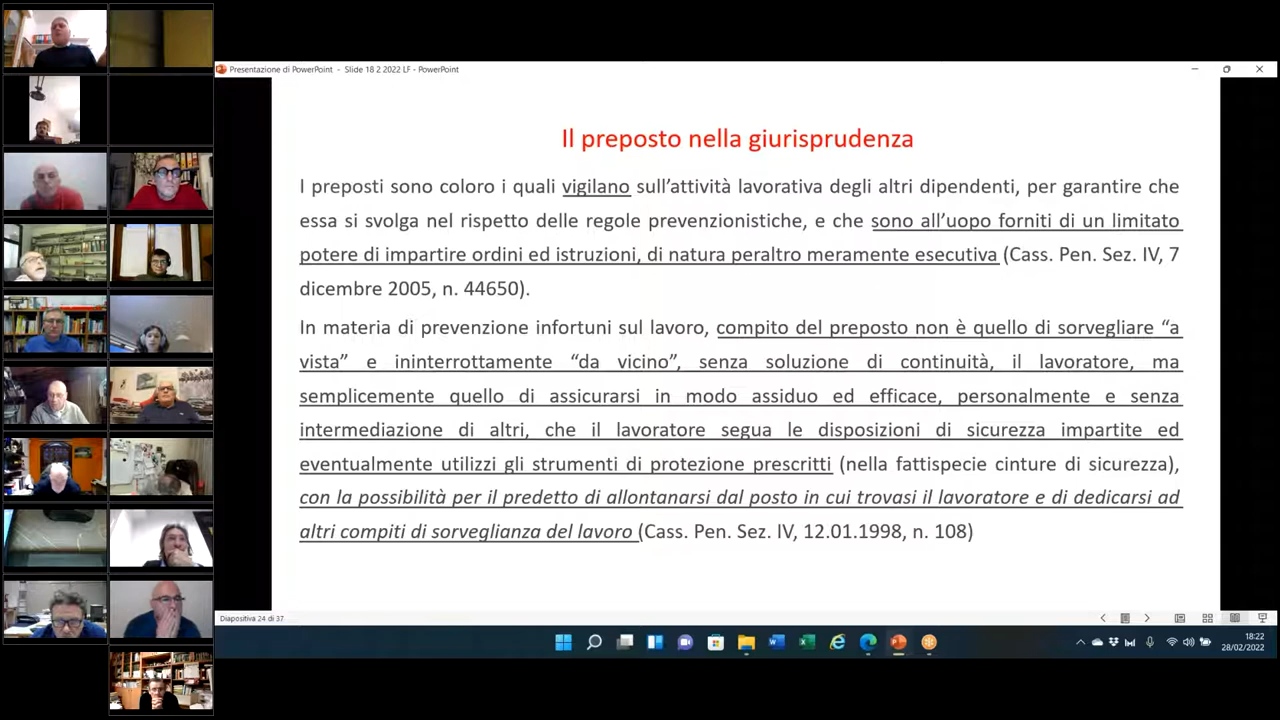 Presentazione di PowerPoint - Slide 18 2 2022 LF - PowerPoint
Il preposto nella giurisprudenza
I preposti sono coloro i quali vigilano sull’attività lavorativa degli altri dipendenti, per garantire che
essa si svolga nel rispetto delle regole prevenzionistiche, e che sono all’uopo forniti di un limitato
potere di impartire ordini ed istruzioni, di natura peraltro meramente esecutiva (Cass. Pen. Sez. IV, 7
dicembre 2005, n. 44650).
In materia di prevenzione infortuni sul lavoro, compito del preposto non è quello di sorvegliare “a
vista” e ininterrottamente “da vicino”, senza soluzione di continuità, il lavoratore, ma
semplicemente quello di assicurarsi in modo assiduo ed efficace, personalmente e senza
intermediazione di altri, che il lavoratore segua le disposizioni di sicurezza impartite ed
eventualmente utilizzi gli strumenti di protezione prescritti (nella fattispecie cinture di sicurezza),
con la possibilità per il predetto di allontanarsi dal posto in cui trovasi il lavoratore e di dedicarsi ad
altri compiti di sorveglianza del lavoro (Cass. Pen. Sez. IV, 12.01.1998, n. 108)
Diapositiva 24 di 37
18:22
28/02/2022